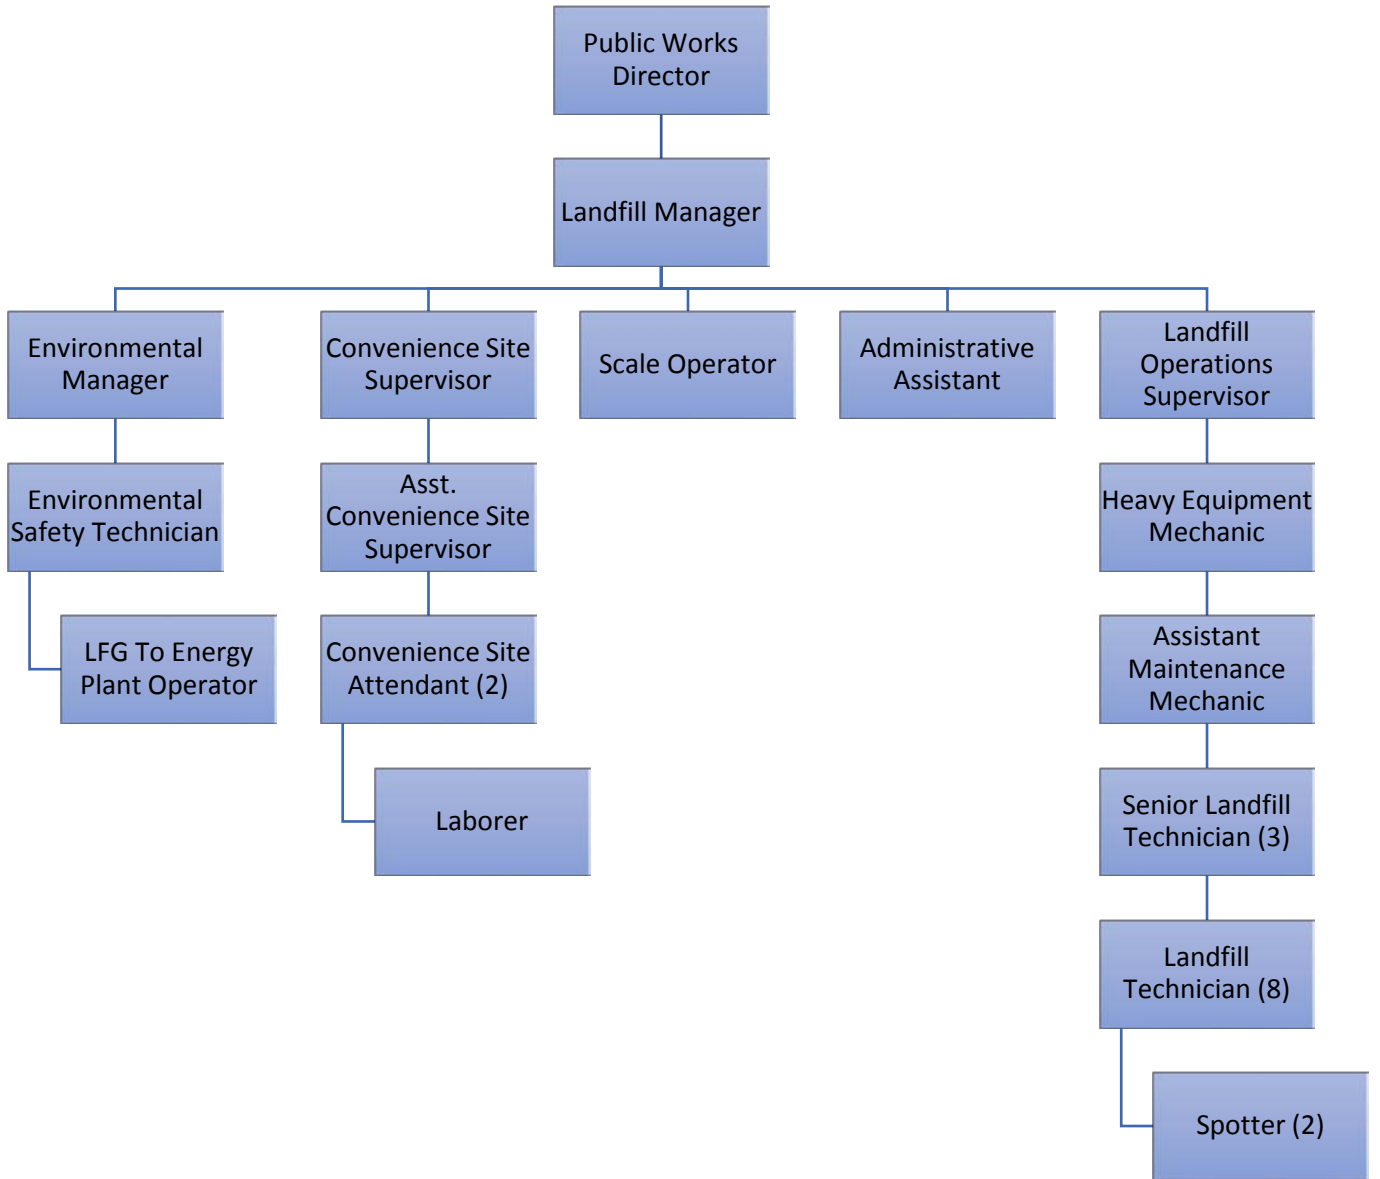 Public Works
Director
Landfill Manager
Environmental
Manager
Convenience Site
Supervisor
Scale Operator
Administrative
Assistant
Landfill
Operations
Supervisor
Environmental
Safety Technician
Asst.
Convenience Site
Supervisor
Heavy Equipment
Mechanic
LFG To Energy
Plant Operator
Convenience Site
Attendant (2)
Assistant
Maintenance
Mechanic
Laborer
Senior Landfill
Technician (3)
Landfill
Technician (8)
Spotter (2)